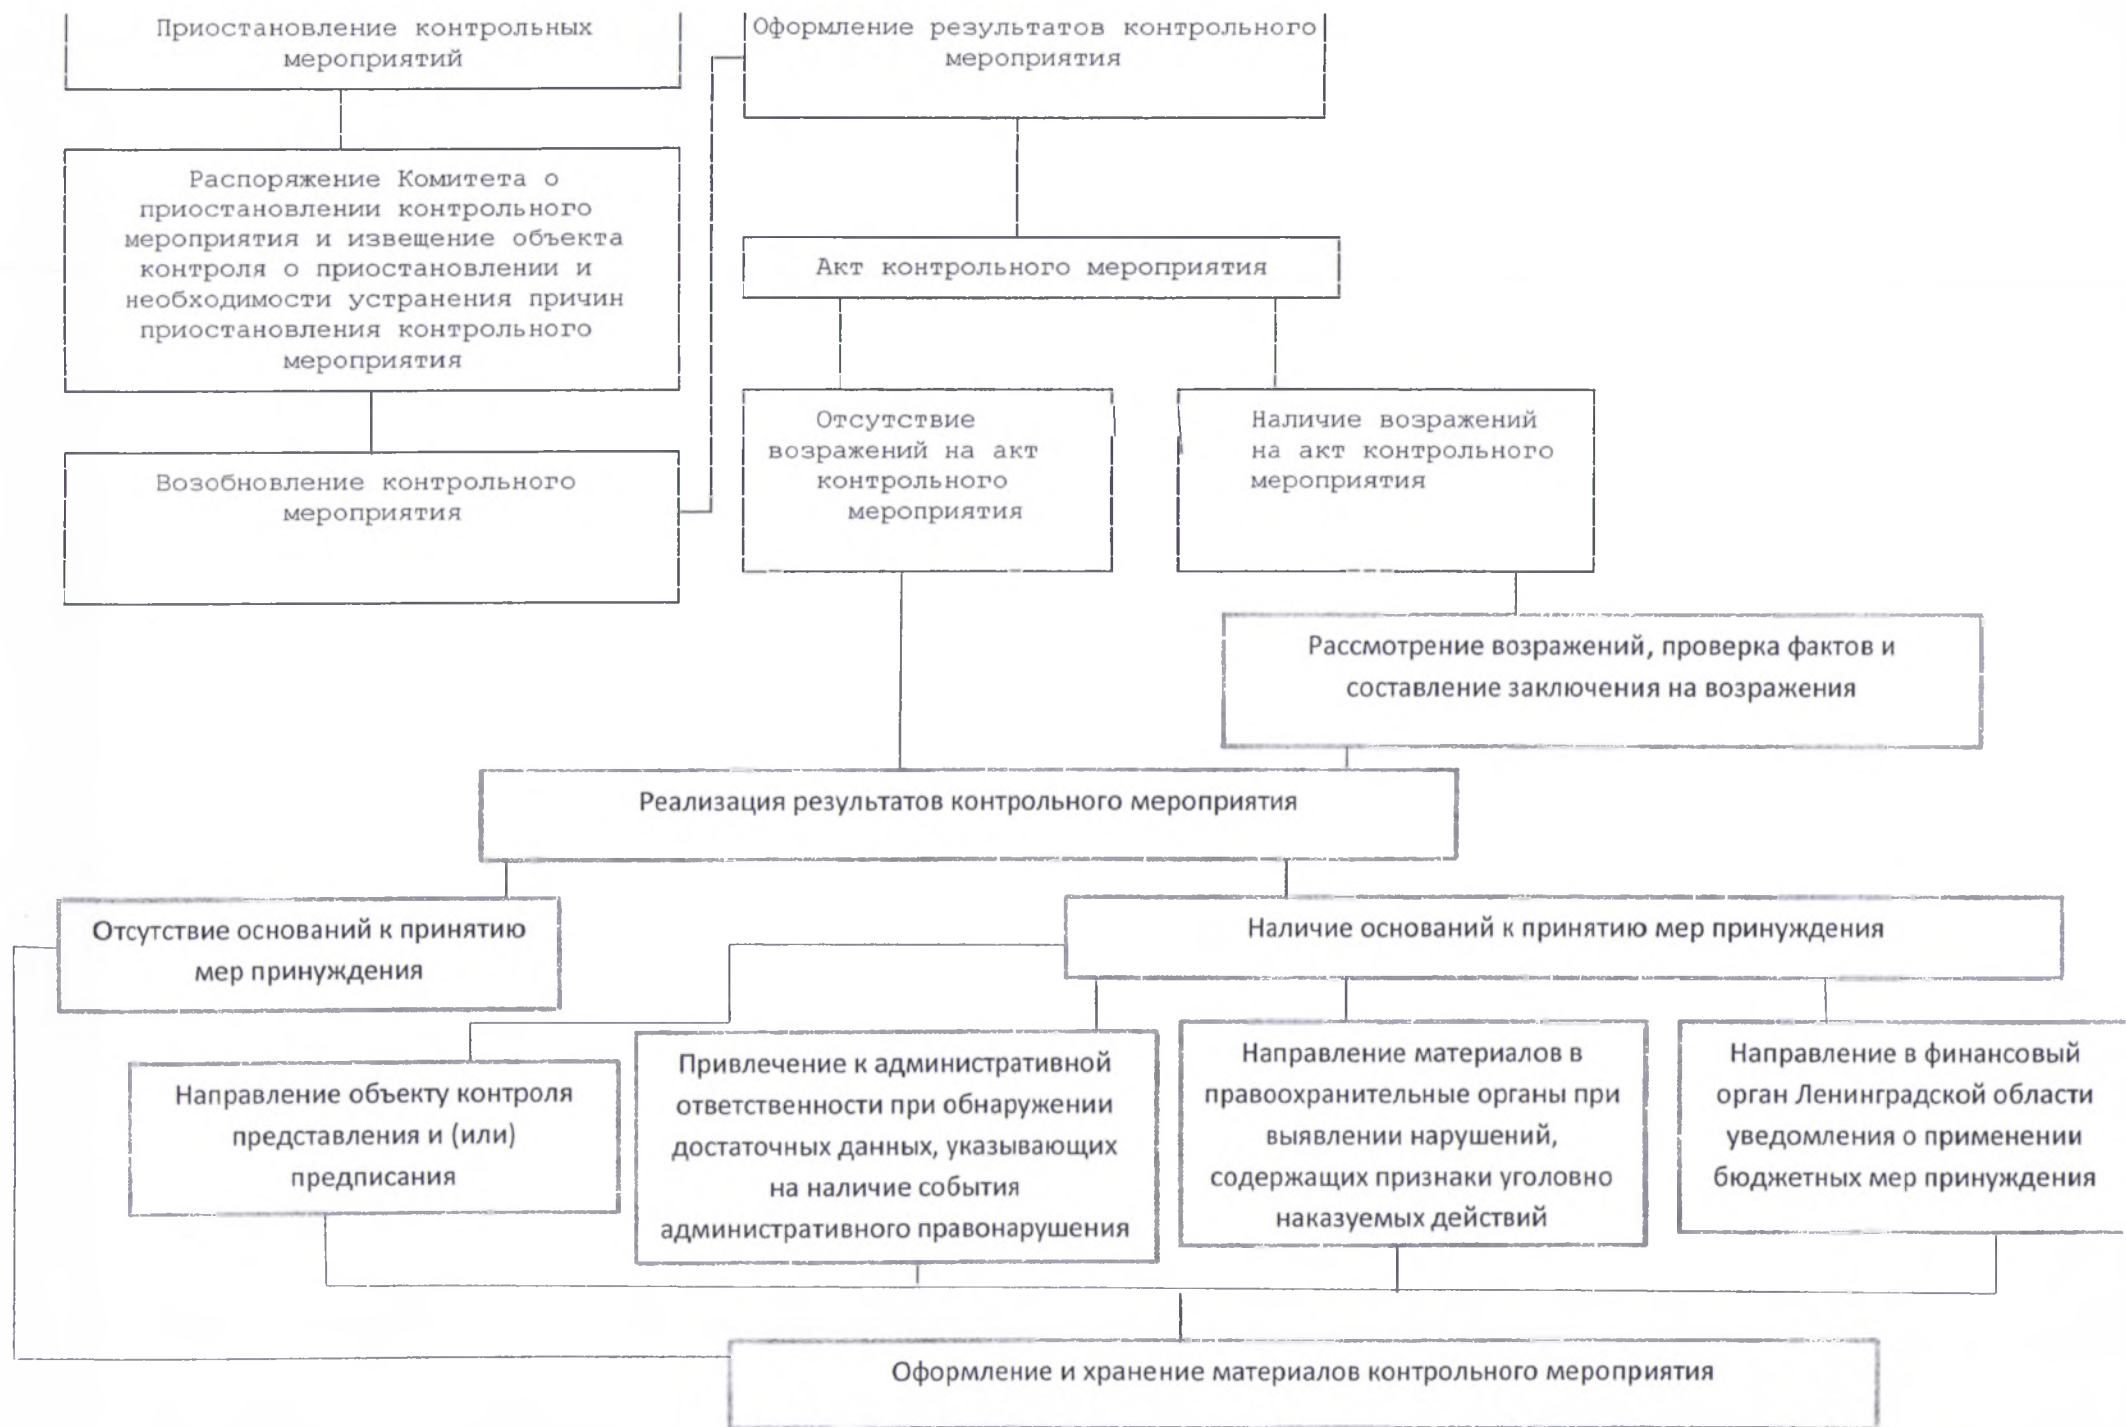 Приостановление контрольных
мероприятий
Оформление результатов контрольного
мероприятия
Распоряжение Комитета о
приостановлении контрольного
мероприятия и извещение объекта
контроля о приостановлении и
необходимости устранения причин
приостановления контрольного
мероприятия
Акт контрольного мероприятия
Возобновление контрольного
мероприятия
Отсутствие
возражений на акт
контрольного
мероприятия
Наличие возражений
на акт контрольного
мероприятия
Рассмотрение возражений, проверка фактов и
составление заключения на возражения
Реализация результатов контрольного мероприятия
Отсутствие оснований к принятию
мер принуждения
Наличие оснований к принятию мер принуждения
Направление объекту контроля
представления и (или)
предписания
Привлечение к административной
ответственности при обнаружении
достаточных данных, указывающих
на наличие события
административного правонарушения
Направление материалов в
правоохранительные органы при
выявлении нарушений,
содержащих признаки уголовно
наказуемых действий
Направление в финансовый
орган Ленинградской области
уведомления о применении
бюджетных мер принуждения
Оформление и хранение материалов контрольного мероприятия